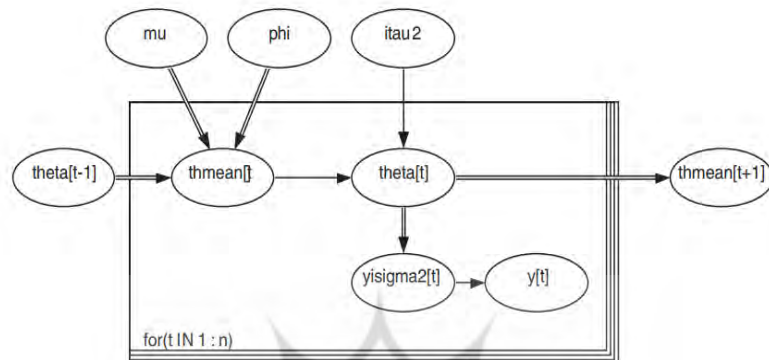 mu
phi
itau2
theta[t-1]
thmean[t]
theta[t]
thmean[t+1]
yisigma2[t]
y[t]
for(t IN 1 : n)